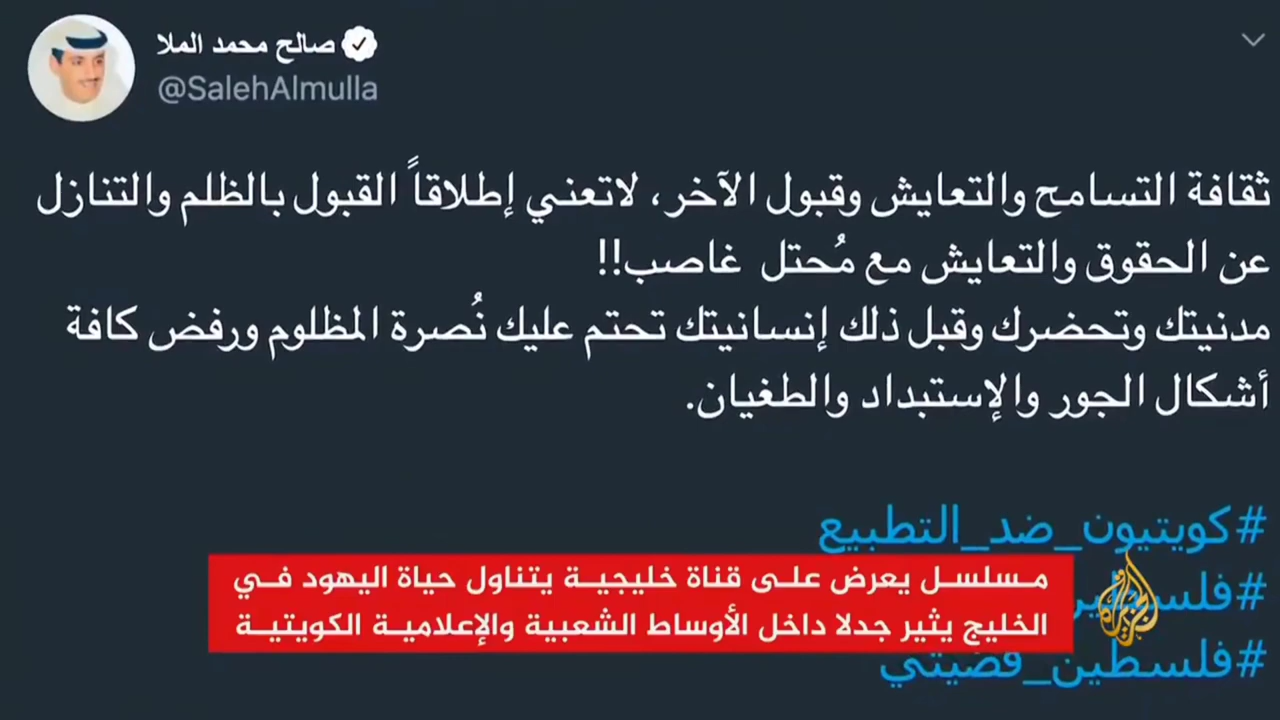 صالح محمد الملا
@SalehAlmulla
ثقافة التسامح والتعايش وقبول الآخر، لاتعني إطلاقاً القبول بالظلم والتنازل
عن الحقوق والتعايش مع مُحتل غاصب!!
مدنيتك وتحضرك وقبل ذلك إنسانيتك تحتم عليك نُصرة المظلوم ورفض كافة
أشكال الجور والإستبداد والطغيان.
#كويتيون_ضد_التطبيع
#فلسطين_قضيتي
مسلسل يعرض على قناة خليجية يتناول حياة اليهود في
الخليج يثير جدلا داخل الأوساط الشعبية والإعلامية الكويتية